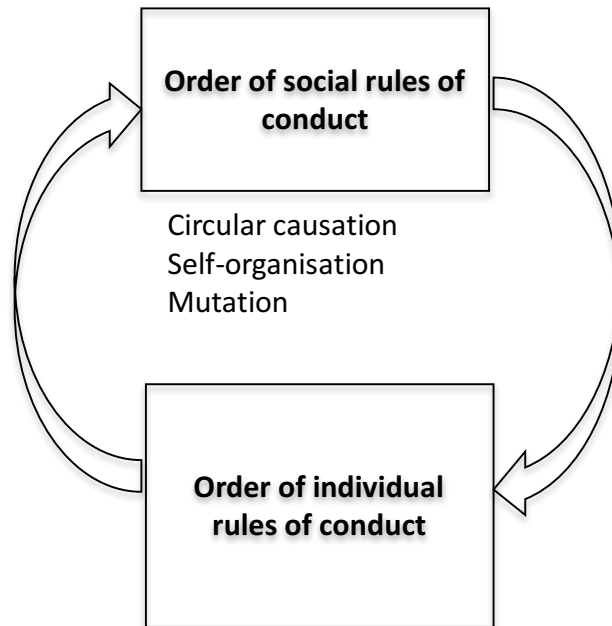 Order of social rules of
conduct
Circular causation
Self-organisation
Mutation
Order of individual
rules of conduct